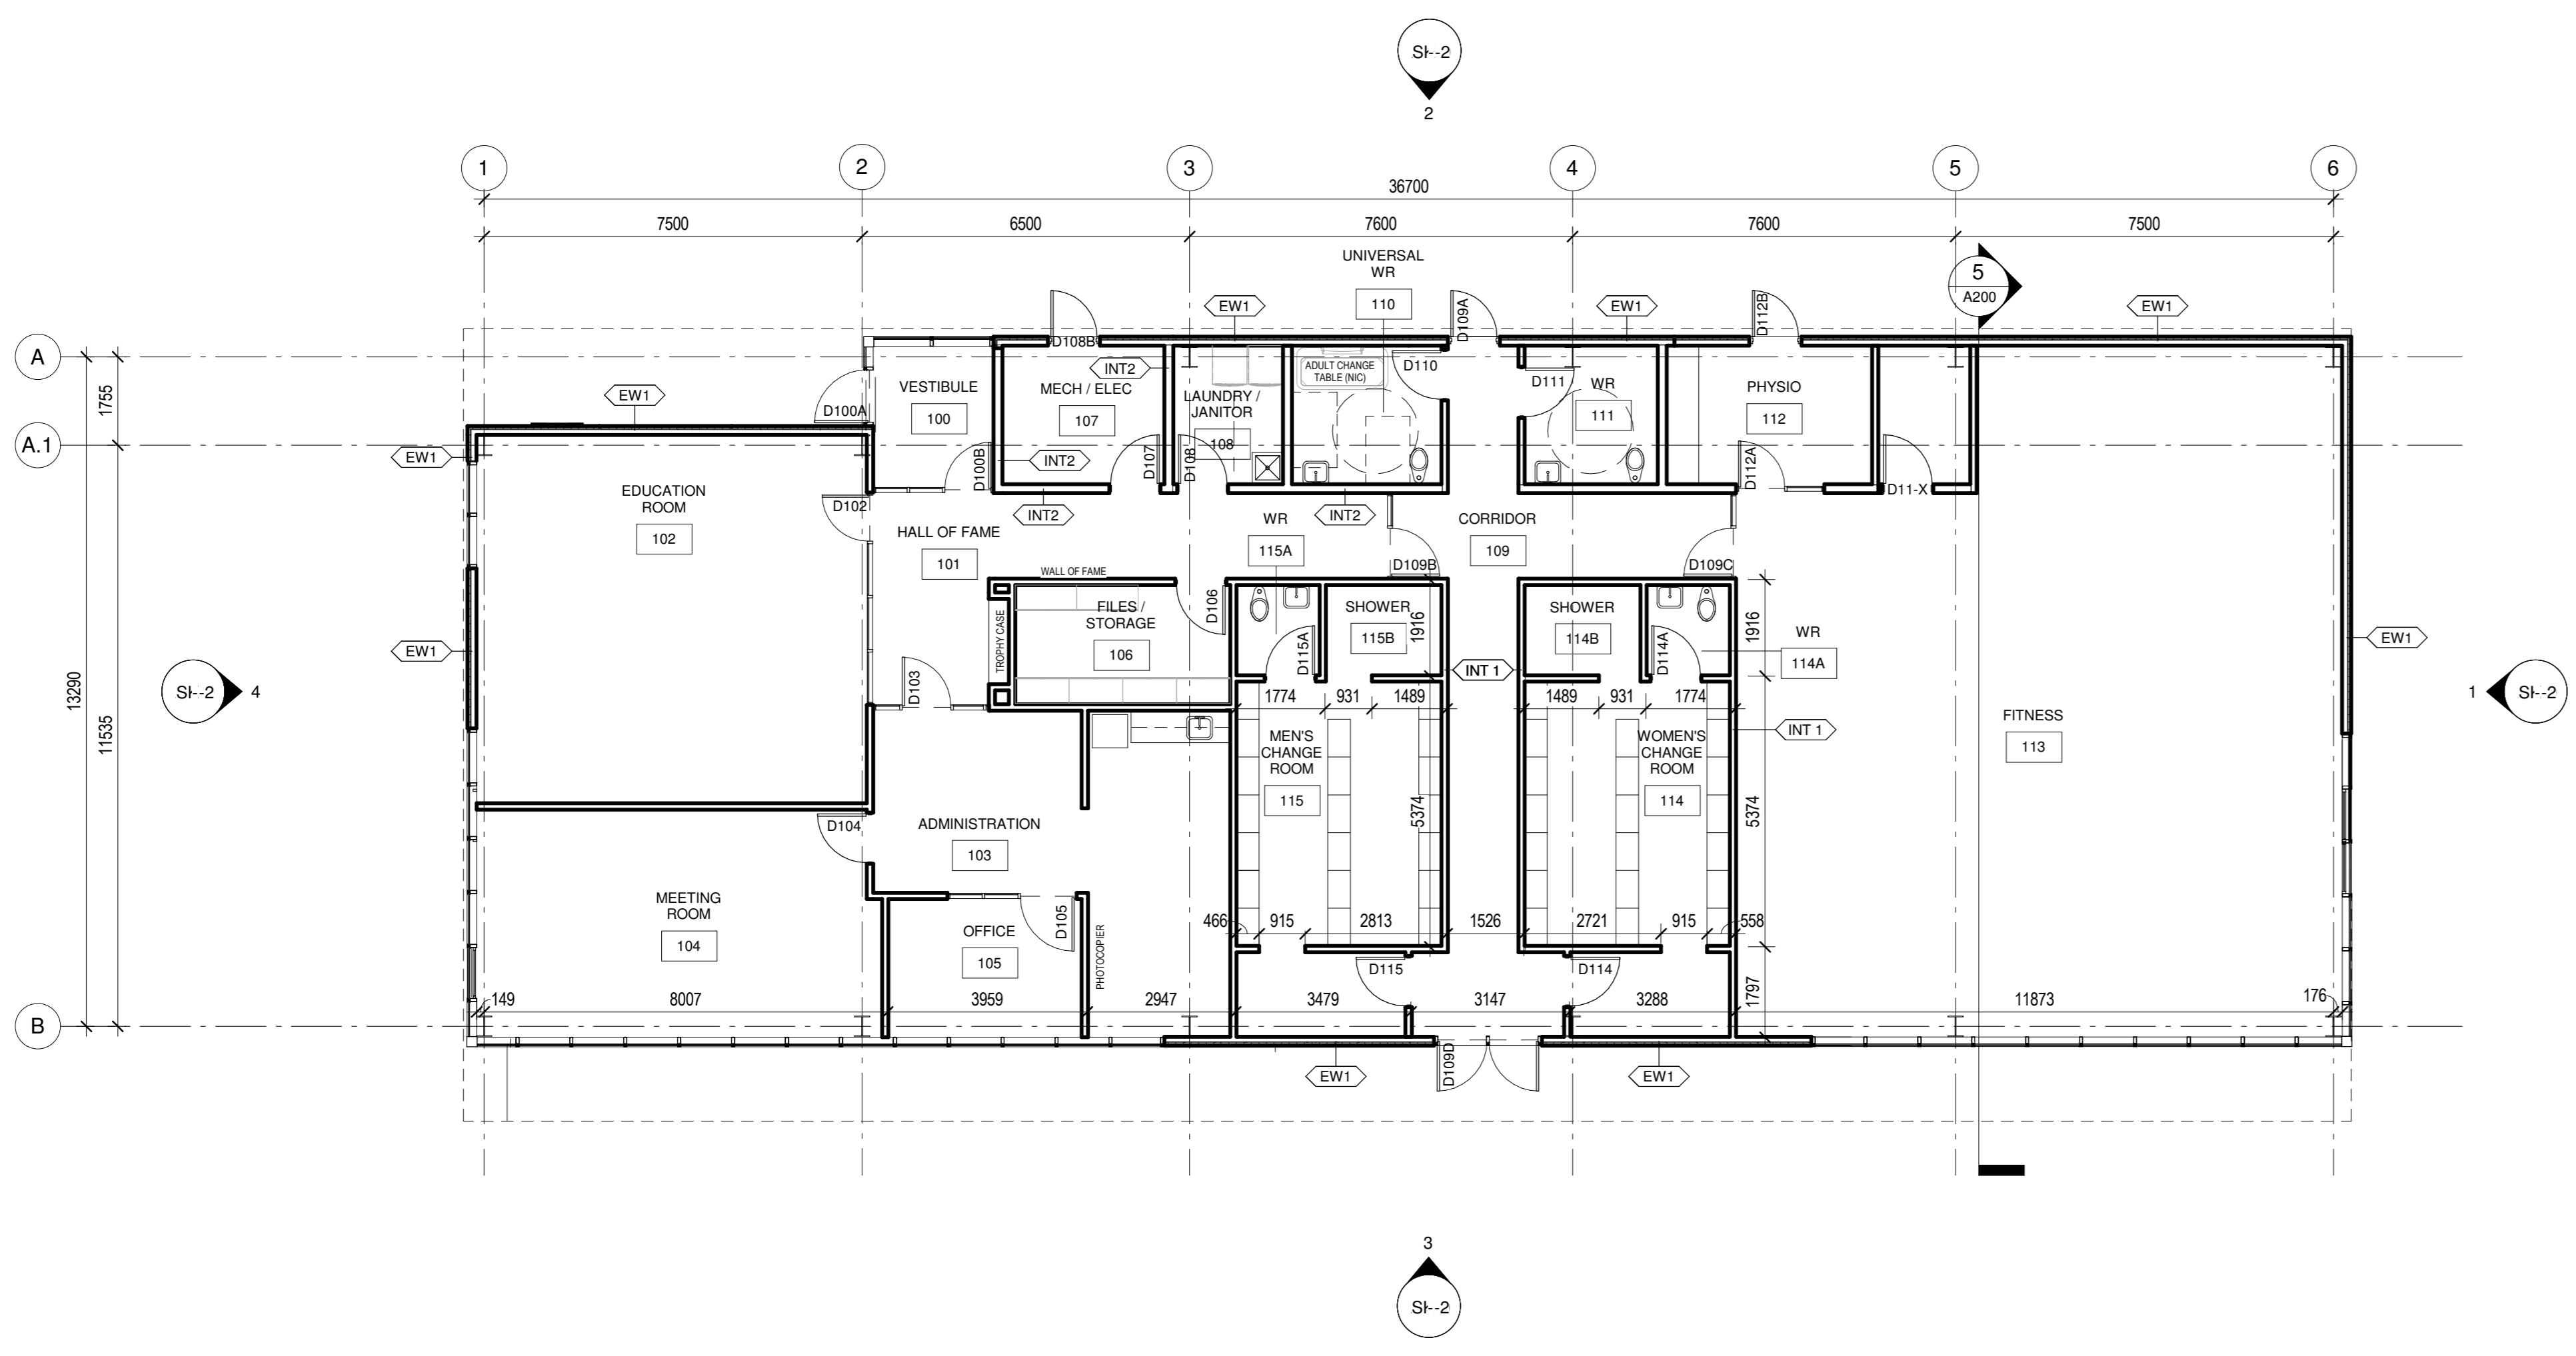 SI--2
2
1
2
3
4
5
6
36700
7500
6500
7600
7600
7500
UNIVERSAL
WR
110
5
A200
EW1
EW1
EW1
D109A
D112B
A
D108B
INT2
ADULT CHANGE
TABLE (NIC)
D110
D111
WR
111
PHYSIO
112
VESTIBULE
100
MECH / ELEC
107
LAUNDRY /
JANITOR
108
1755
EW1
D100A
A.1
EW1
D100B
INT2
D107
D108
D112A
D11-X
EDUCATION
ROOM
102
D102
INT2
WR
115A
INT2
CORRIDOR
109
HALL OF FAME
101
WALL OF FAME
D109B
D109C
FILES /
STORAGE
106
D106
TROPHY CASE
SHOWER
115B
1916
SHOWER
114B
1916
WR
114A
D115A
D114A
EW1
EW1
INT 1
13290
11535
SI--2
4
1
SI--2
D103
1774
931
1489
1489
931
1774
INT 1
FITNESS
113
MEN'S
CHANGE
ROOM
115
WOMEN'S
CHANGE
ROOM
114
5374
5374
D104
ADMINISTRATION
103
MEETING
ROOM
104
OFFICE
105
D105
PHOTOCOPIER
466
915
2813
1526
2721
915
558
D115
D114
149
8007
3959
2947
3479
3147
3288
1797
11873
176
B
D109D
EW1
EW1
3
SI--2